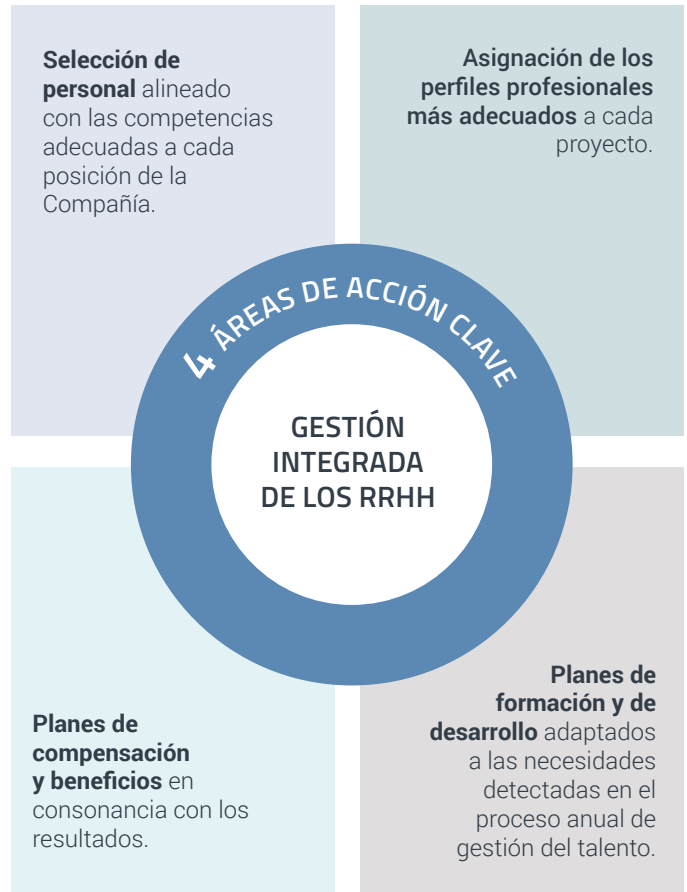 Selección de
personal alineado
con las competencias
adecuadas a cada
posición de la
Compañía.
Asignación de los
perfiles profesionales
más adecuados a cada
proyecto.
4 ÁREAS DE ACCIÓN CLAVE
GESTIÓN
INTEGRADA
DE LOS RRHH
Planes de
compensación
y beneficios en
consonancia con los
resultados.
Planes de
formación y de
desarrollo adaptados
a las necesidades
detectadas en el
proceso anual de
gestión del talento.